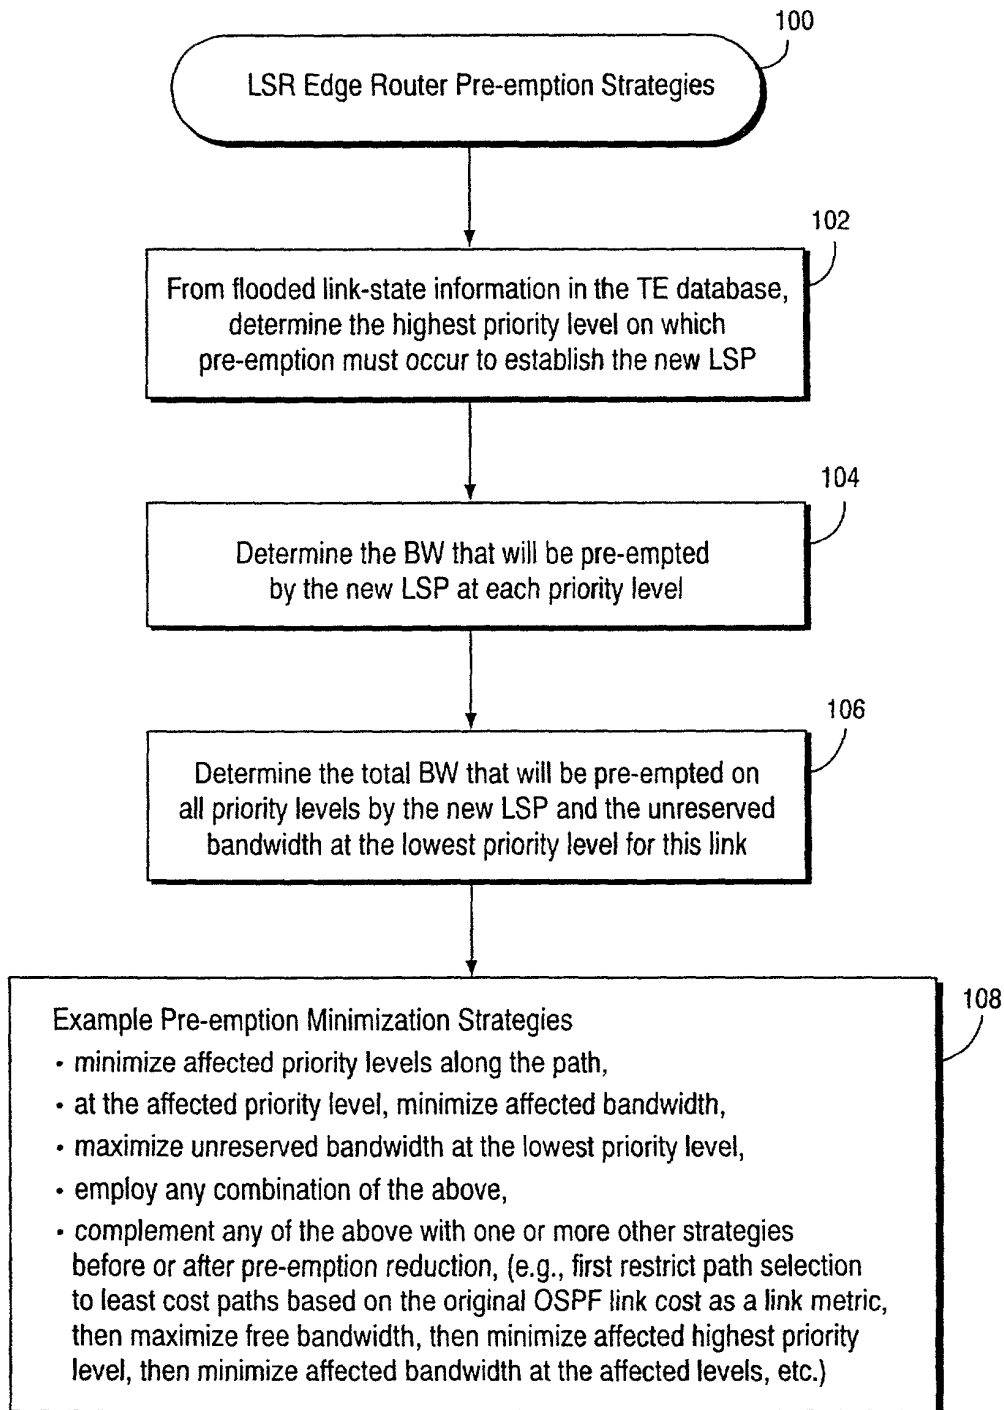 100
LSR Edge Router Pre-emption Strategies
102
From flooded link-state information in the TE database,
determine the highest priority level on which
pre-emption must occur to establish the new LSP
104
Determine the BW that will be pre-empted
by the new LSP at each priority level
106
Determine the total BW that will be pre-empted on
all priority levels by the new LSP and the unreserved
bandwidth at the lowest priority level for this link
108
Example Pre-emption Minimization Strategies
• minimize affected priority levels along the path,
• at the affected priority level, minimize affected bandwidth,
• maximize unreserved bandwidth at the lowest priority level,
• employ any combination of the above,
• complement any of the above with one or more other strategies
before or after pre-emption reduction, (e.g., first restrict path selection
to least cost paths based on the original OSPF link cost as a link metric,
then maximize free bandwidth, then minimize affected highest priority
level, then minimize affected bandwidth at the affected levels, etc.)